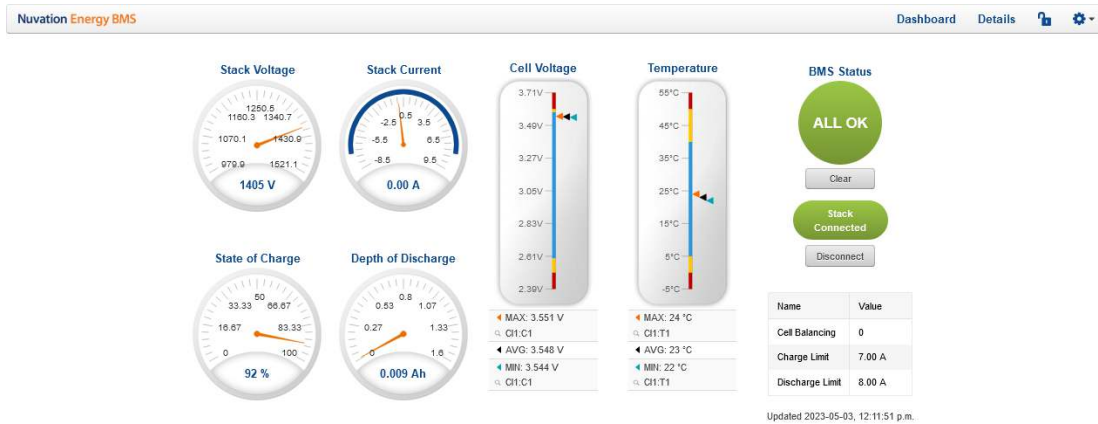 Nuvation Energy BMS
Dashboard Details
Stack Voltage
979.9
1070.1
1160.3
1250.5
1340.7
1430.9
1521.1
1405 V
Stack Current
-8.5
-5.5
-2.5
0.5
3.5
6.5
9.5
0.00 A
State of Charge
0
16.67
33.33
50
66.67
83.33
100
92 %
Depth of Discharge
0
0.27
0.53
0.8
1.07
1.33
1.6
0.009 Ah
Cell Voltage
3.71V
3.49V
3.27V
3.05V
2.83V
2.61V
2.39V
MAX: 3.551 V
CI1:C1
AVG: 3.548 V
MIN: 3.544 V
CI1:C1
Temperature
55°C
45°C
35°C
25°C
15°C
5°C
-5°C
MAX: 24 °C
CI1:T1
AVG: 23 °C
MIN: 22 °C
CI1:T1
BMS Status
ALL OK
Clear
Stack
Connected
Disconnect
Name Value
Cell Balancing 0
Charge Limit 7.00 A
Discharge Limit 8.00 A
Updated 2023-05-03, 12:11:51 p.m.